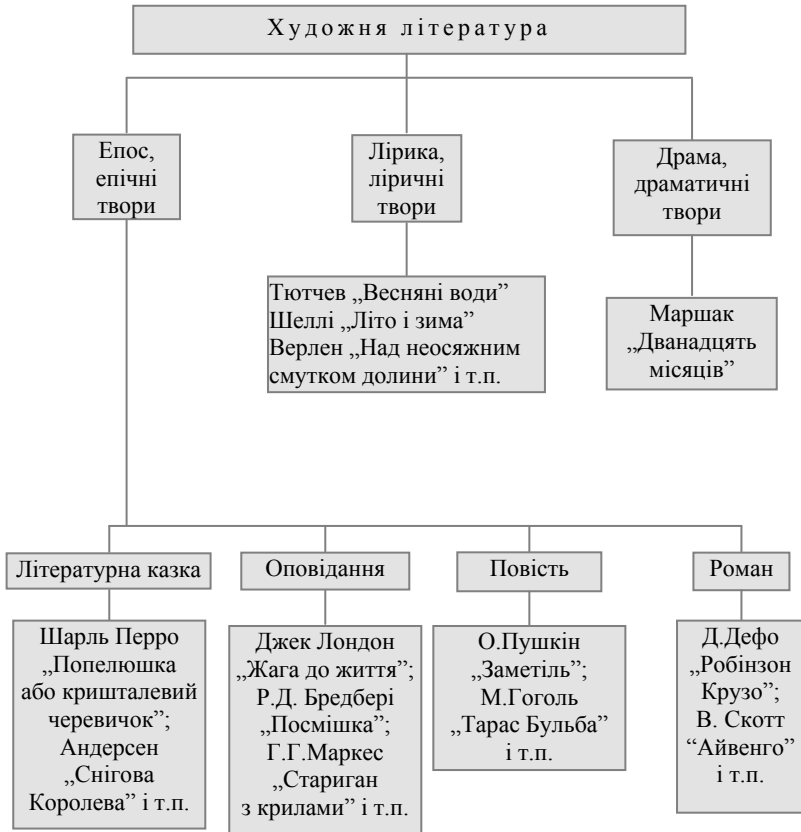 Художня література
Епос,
епічні
твори
Лірика,
ліричні
твори
Драма,
драматичні
твори
Тютчев „Весняні води”
Шеллі „Літо і зима”
Верлен „Над неосяжним
смутком долини” і т.п.
Маршак
„Дванадцять
місяців”
Літературна казка
Оповідання
Повість
Роман
Шарль Перро
„Попелюшка
або кришталевий
черевичок”;
Андерсен
„Снігова
Королева” і т.п.
Джек Лондон
„Жага до життя”;
Р.Д. Бредбері
„Посмішка”;
Г.Г.Маркес
„Стариган
з крилами” і т.п.
О.Пушкін
„Заметіль”;
М.Гоголь
„Тарас Бульба”
і т.п.
Д.Дефо
„Робінзон
Крузо”;
В. Скотт
“Айвенго”
і т.п.